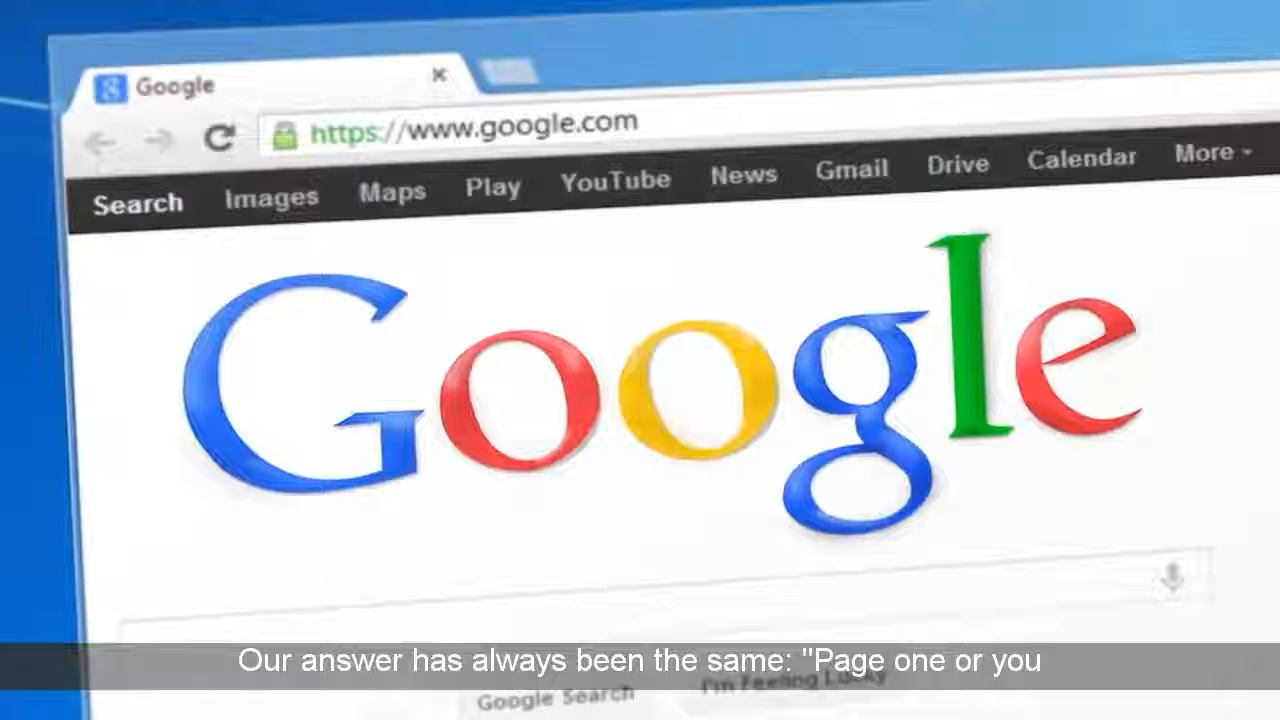 Google
https://www.google.com
Search Images Maps Play YouTube News Gmail Drive Calendar More
Google
Our answer has always been the same: "Page one or you
Google Search I'm Feeling Lucky